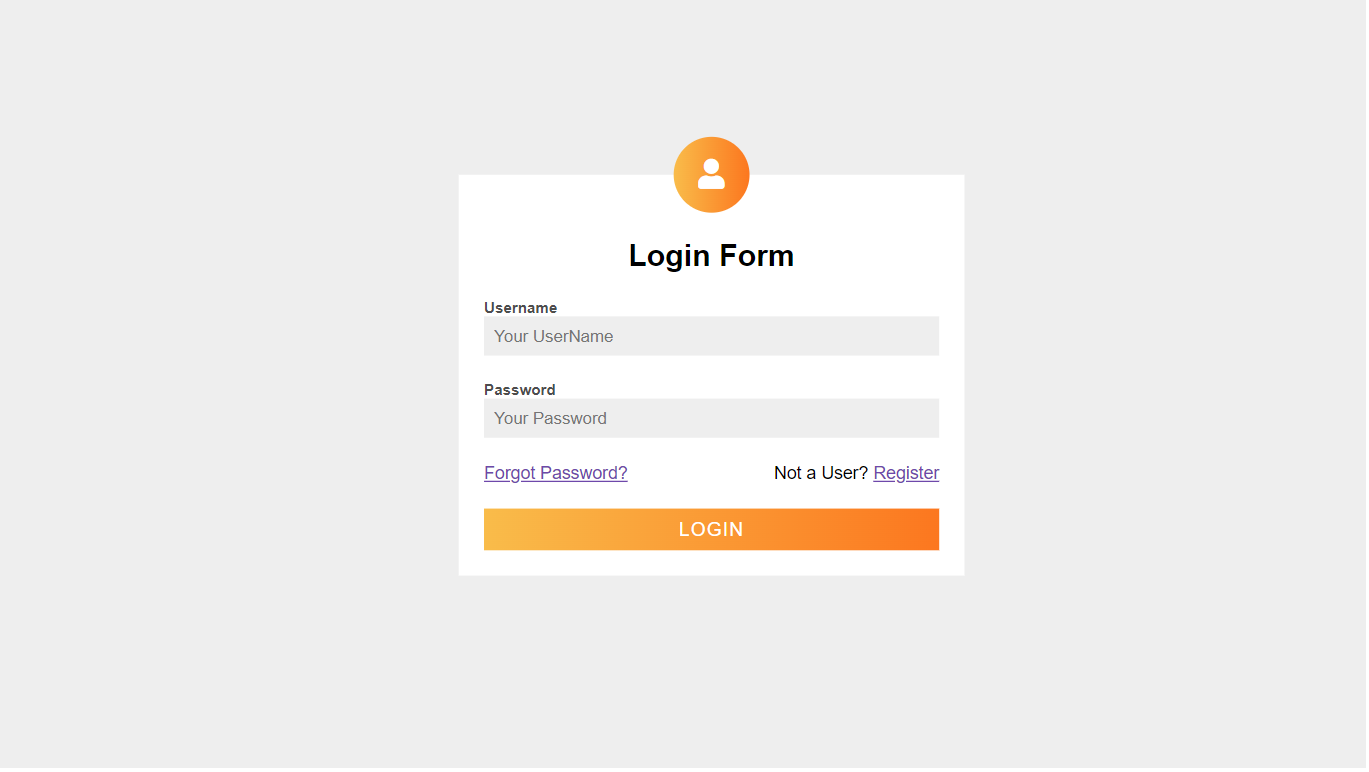 Login Form
Username
Your UserName
Password
Your Password
Forgot Password? Not a User? Register
LOGIN